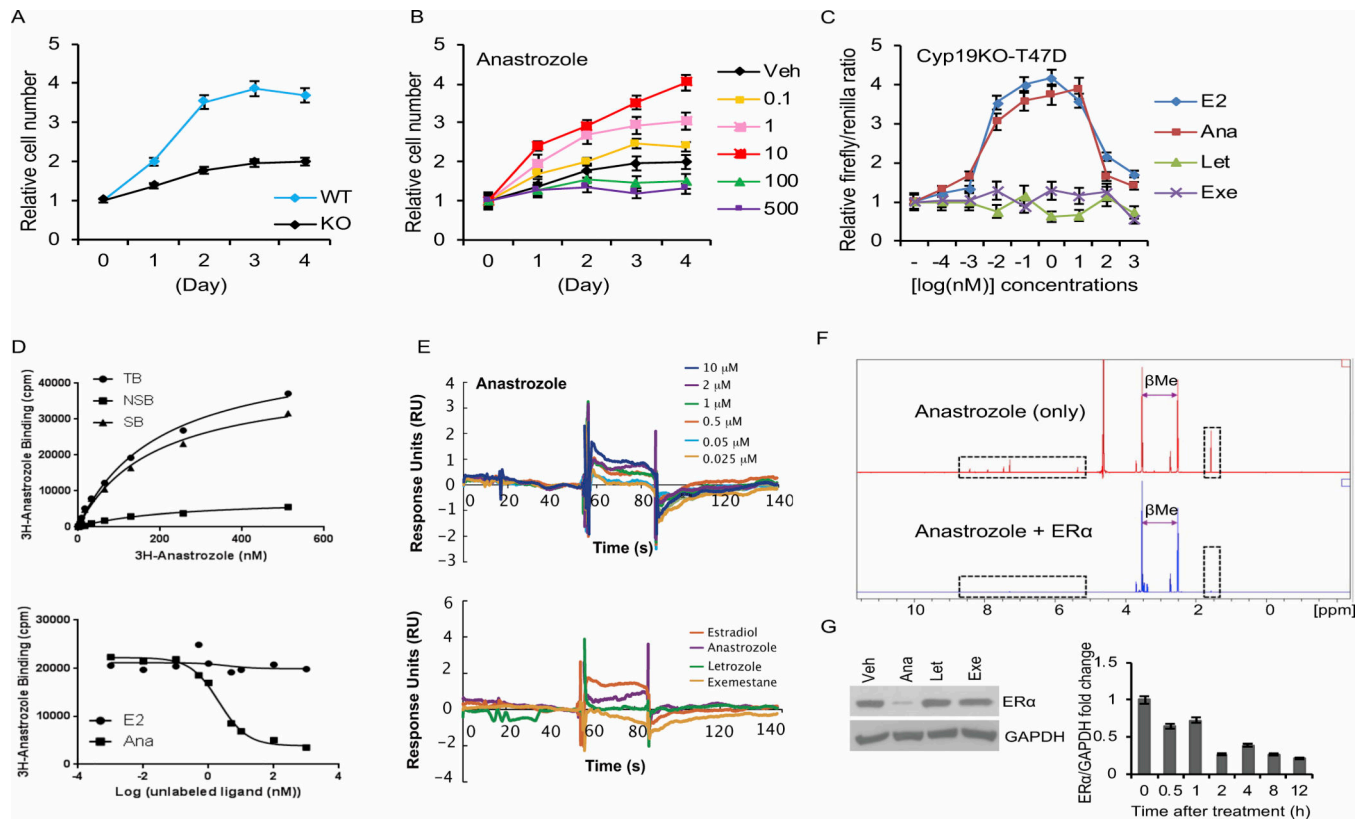 A
Relative cell number
5
4
3
2
1
0
0 1 2 3 4
(Day)
WT
KO
B
Anastrozole
Relative cell number
5
4
3
2
1
0
0 1 2 3 4
(Day)
Veh
0.1
1
10
100
500
C
Cyp19KO-T47D
Relative firefly/renilla ratio
5
4
3
2
1
0
- -4 -3 -2 -1 0 1 2 3
[log(nM)] concentrations
E2
Ana
Let
Exe
D
3H-Anastrozole Binding (cpm)
40000
30000
20000
10000
0
0 200 400 600
3H-Anastrozole (nM)
TB
NSB
SB
3H-Anastrozole Binding (cpm)
30000
20000
10000
0
-4 -2 0 2 4
Log (unlabeled ligand (nM))
E2
Ana
E
Anastrozole
Response Units (RU)
4
3
2
1
0
−1
−2
−3
0 20 40 60 80 100 120 140
Time (s)
10 µM
2 µM
1 µM
0.5 µM
0.05 µM
0.025 µM
Response Units (RU)
6
4
2
0
−2
−4
0 20 40 60 80 100 120 140
Time (s)
Estradiol
Anastrozole
Letrozole
Exemestane
F
βMe
Anastrozole (only)
βMe
Anastrozole + ERα
10 8 6 4 2 0 [ppm]
G
Veh Ana Let Exe
ERα
GAPDH
ERα/GAPDH fold change
1.5
1
0.5
0
0 0.5 1 2 4 8 12
Time after treatment (h)